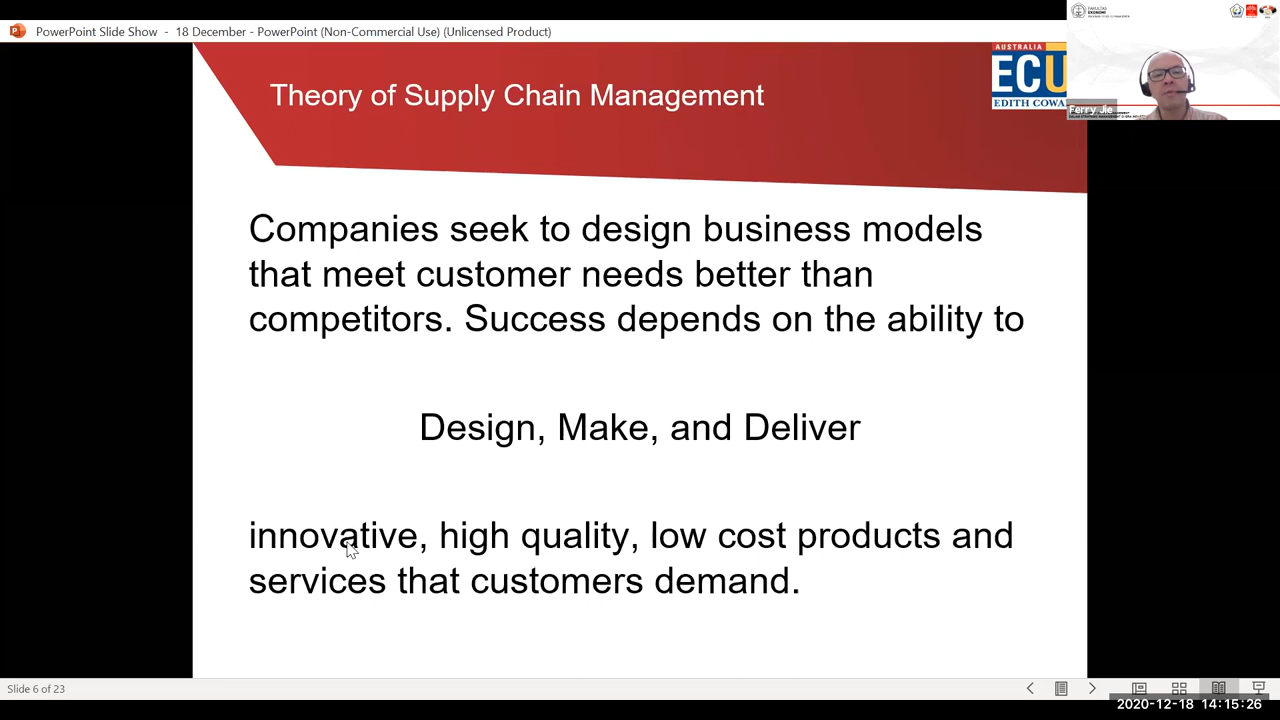 PowerPoint Slide Show - 18 December - PowerPoint (Non-Commercial Use) (Unlicensed Product)
FAKULTAS
EKONOMI
Theory of Supply Chain Management
AUSTRALIA
ECU
EDITH COWA
Ferry Jie
Companies seek to design business models
that meet customer needs better than
competitors. Success depends on the ability to
Design, Make, and Deliver
innovative, high quality, low cost products and
services that customers demand.
Slide 6 of 23
2020-12-18 14:15:26